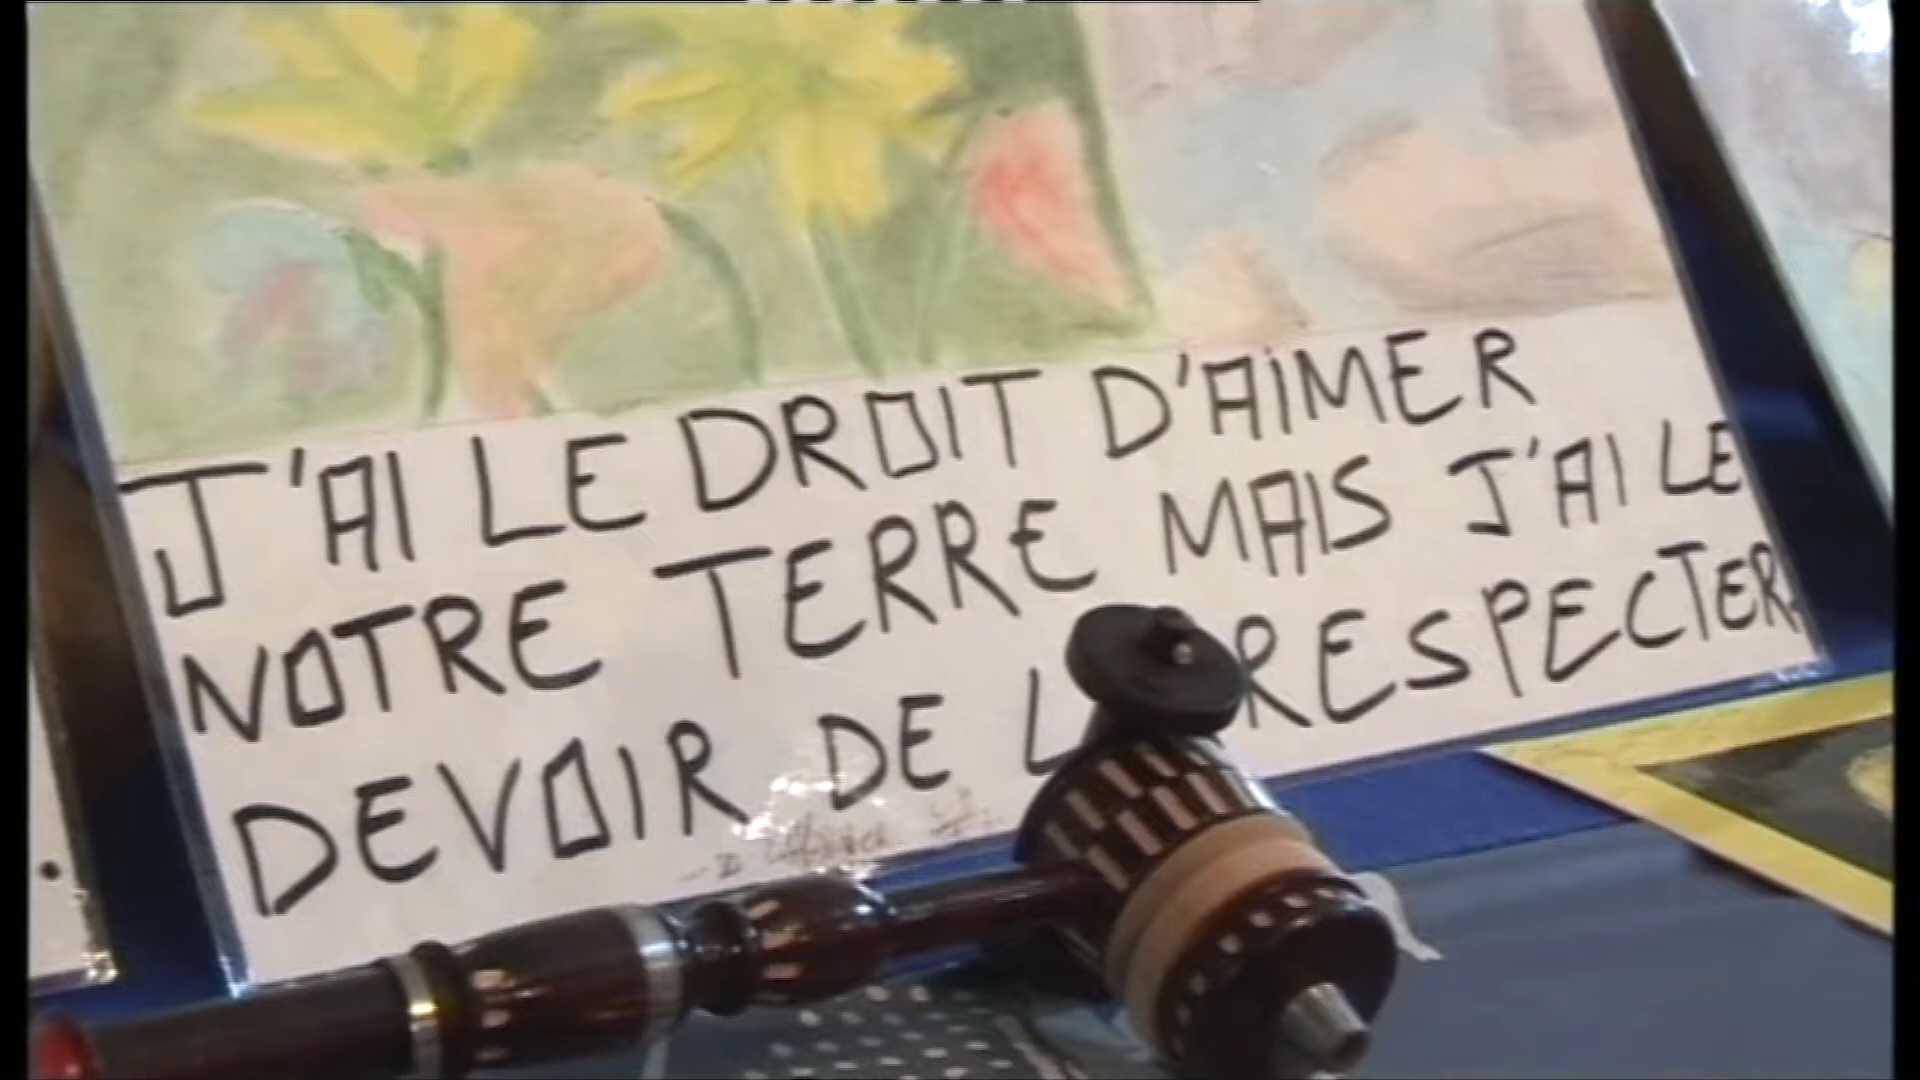 J'AI LE DROIT D'AIMER
NOTRE TERRE MAIS J'AI LE
DEVOIR DE L RESPECTER.